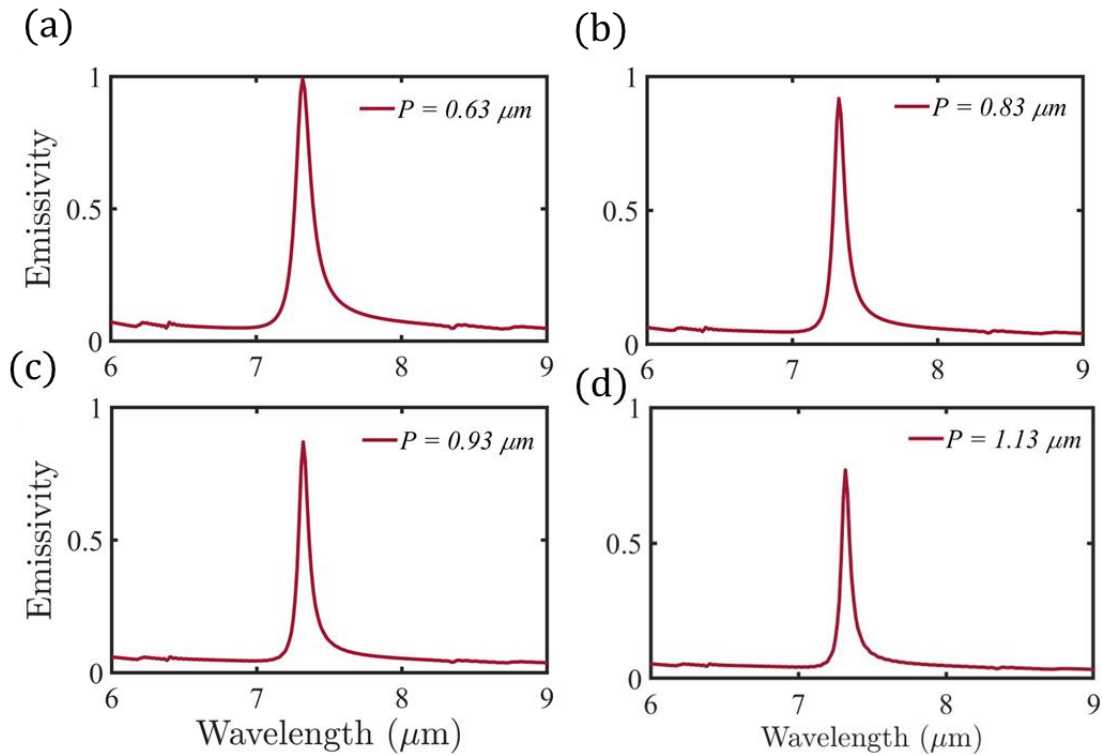 (a)
(b)
1
0.5
0
Emissivity
P = 0.63 μm
6
7
8
9
1
0.5
0
P = 0.83 μm
6
7
8
9
(c)
(d)
1
0.5
0
Emissivity
P = 0.93 μm
6
7
8
9
Wavelength (μm)
1
0.5
0
P = 1.13 μm
6
7
8
9
Wavelength (μm)